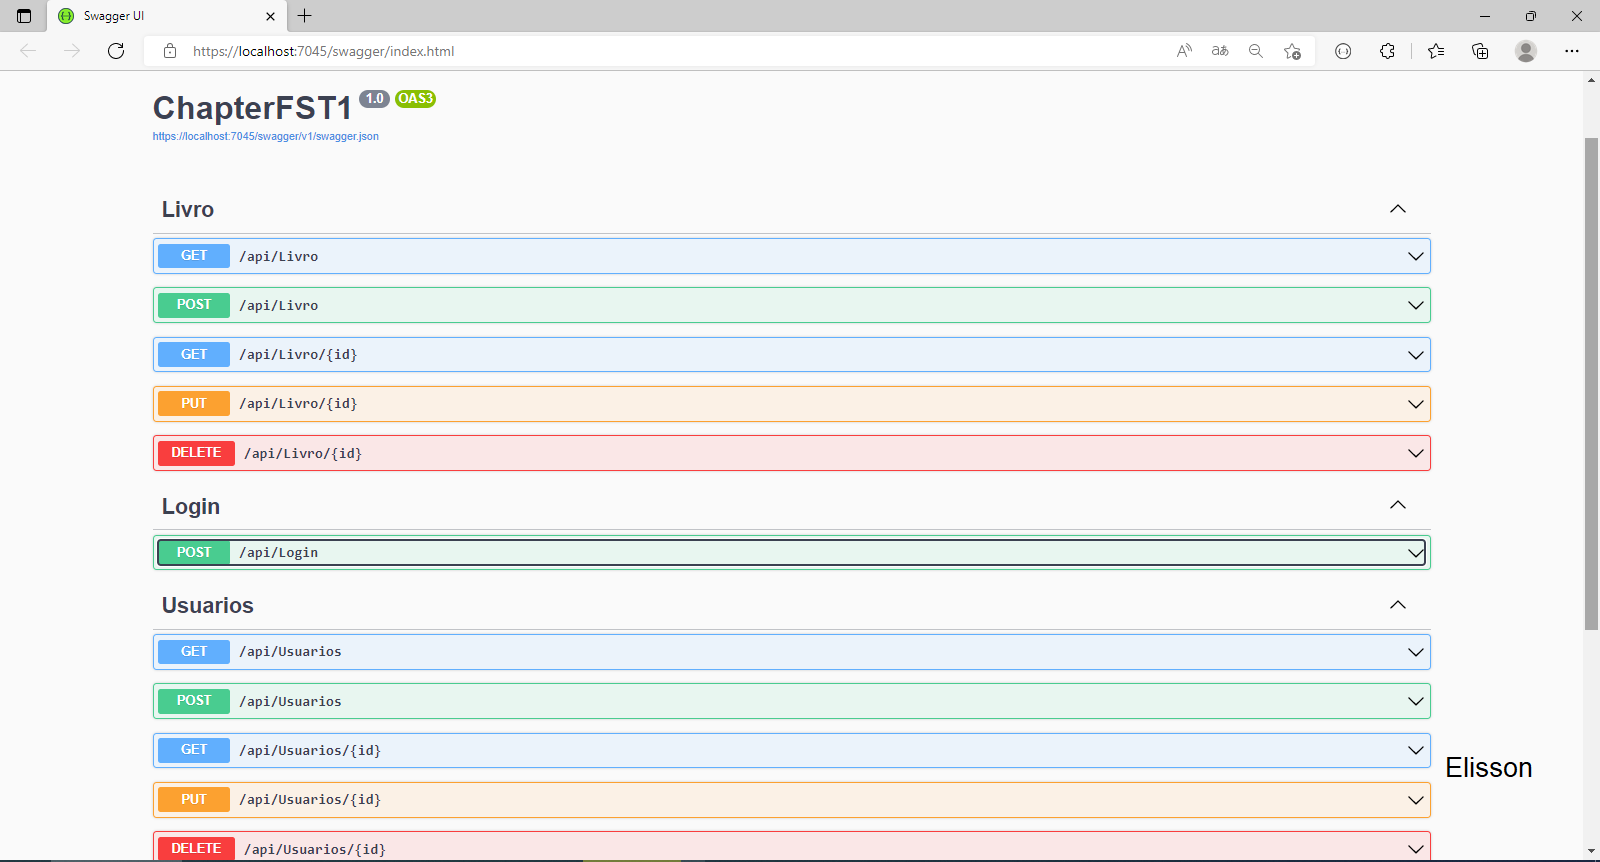 Swagger UI
https://localhost:7045/swagger/index.html
ChapterFST1 1.0 OAS3
https://localhost:7045/swagger/v1/swagger.json
Livro
GET /api/Livro
POST /api/Livro
GET /api/Livro/{id}
PUT /api/Livro/{id}
DELETE /api/Livro/{id}
Login
POST /api/Login
Usuarios
GET /api/Usuarios
POST /api/Usuarios
GET /api/Usuarios/{id}
Elisson
PUT /api/Usuarios/{id}
DELETE /api/Usuarios/{id}